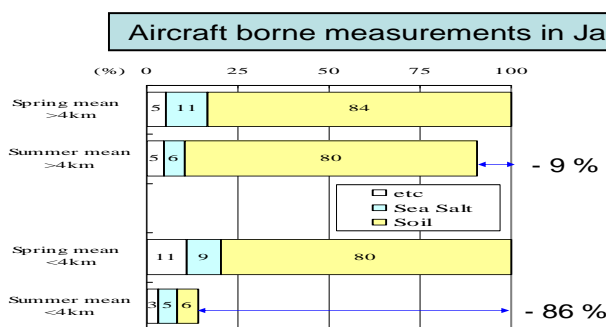 Aircraft borne measurements in Ja
(%) 0 25 50 75 100
Spring mean
>4km
5 11 84
Summer mean
>4km
5 6 80
- 9 %
etc
Sea Salt
Soil
Spring mean
<4km
11 9 80
Summer mean
<4km
3 5 6
- 86 %